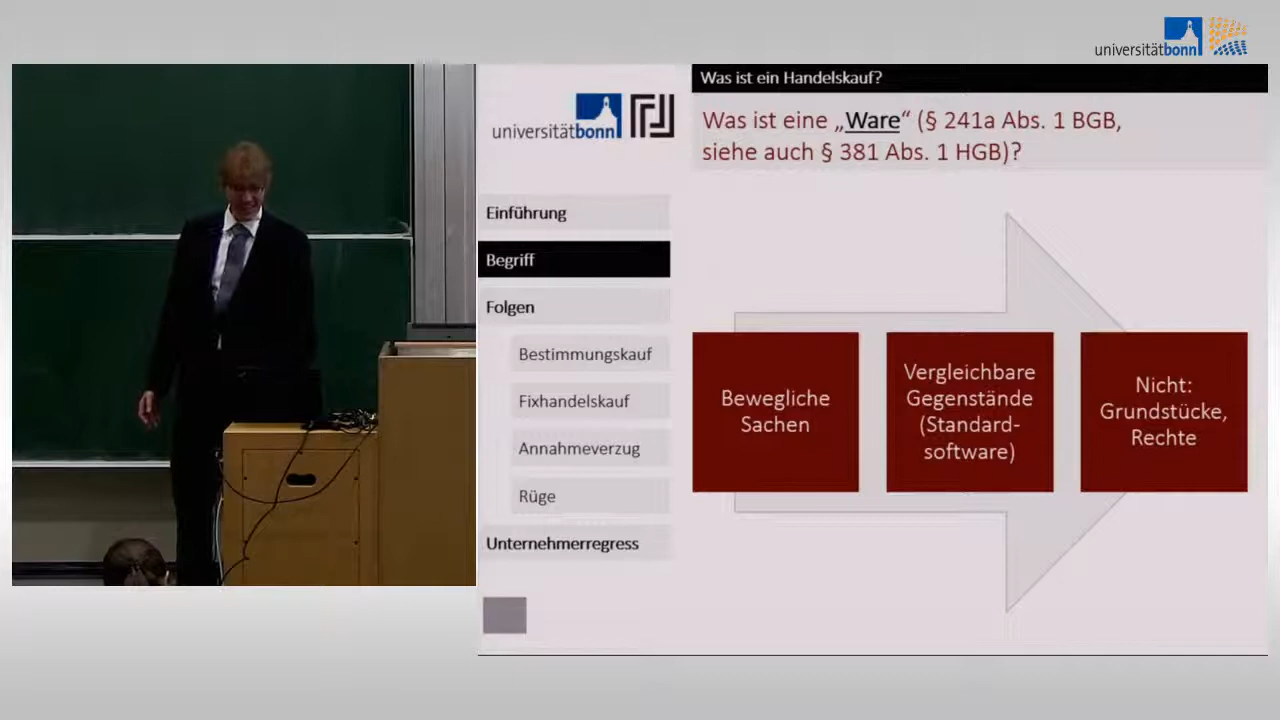 universitätbonn
Was ist ein Handelskauf?
universitätbonn
Was ist eine „Ware“ (§ 241a Abs. 1 BGB,
siehe auch § 381 Abs. 1 HGB)?
Einführung
Begriff
Folgen
Bestimmungskauf
Fixhandelskauf
Annahmeverzug
Rüge
Unternehmerregress
Bewegliche
Sachen
Vergleichbare
Gegenstände
(Standard-
software)
Nicht:
Grundstücke,
Rechte